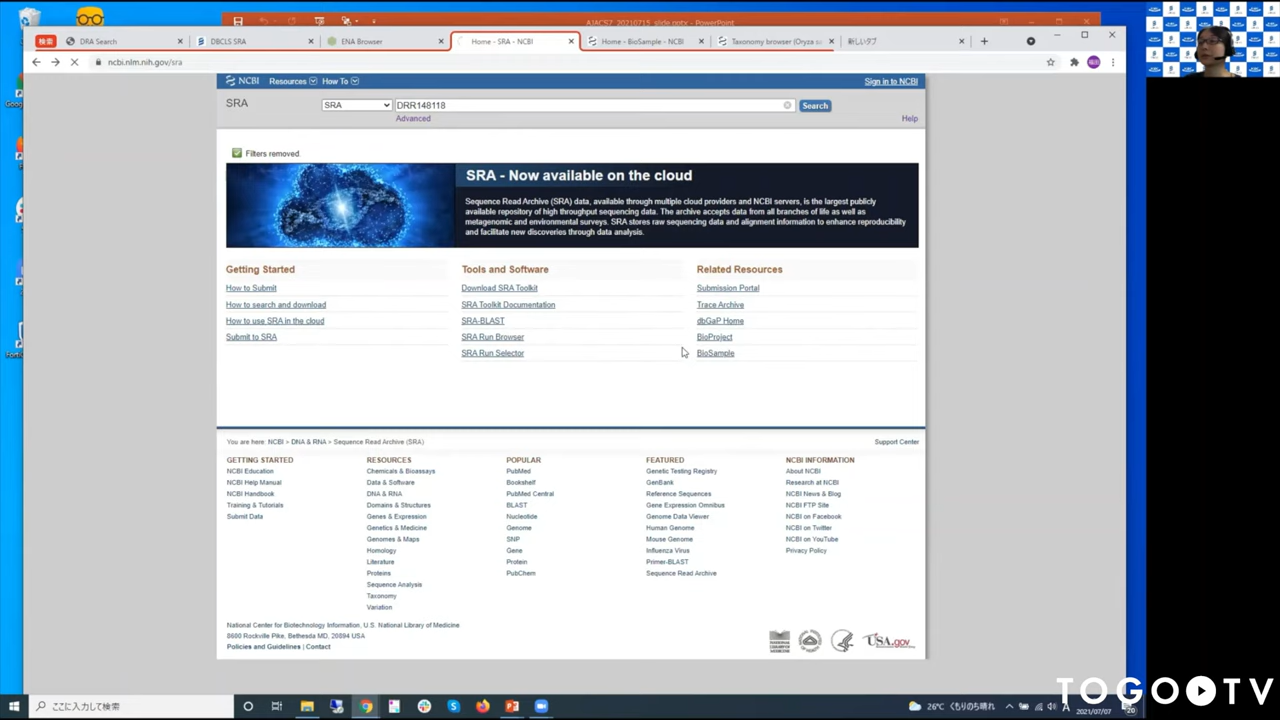 AJACS7_20210715_slide.pptx - PowerPoint
検索
DRA Search
DBCLS SRA
ENA Browser
Home - SRA - NCBI
Home - BioSample - NCBI
Taxonomy browser (Oryza sa
新しいタブ
ncbi.nlm.nih.gov/sra
NCBI Resources How To
Sign in to NCBI
SRA
SRA
DRR148118
Search
Advanced
Help
Filters removed.
SRA - Now available on the cloud
Sequence Read Archive (SRA) data, available through multiple cloud providers and NCBI servers, is the largest publicly
available repository of high throughput sequencing data. The archive accepts data from all branches of life as well as
metagenomic and environmental surveys. SRA stores raw sequencing data and alignment information to enhance reproducibility
and facilitate new discoveries through data analysis.
Getting Started
How to Submit
How to search and download
How to use SRA in the cloud
Submit to SRA
Tools and Software
Download SRA Toolkit
SRA Toolkit Documentation
SRA-BLAST
SRA Run Browser
SRA Run Selector
Related Resources
Submission Portal
Trace Archive
dbGaP Home
BioProject
BioSample
You are here: NCBI > DNA & RNA > Sequence Read Archive (SRA)
Support Center
GETTING STARTED
NCBI Education
NCBI Help Manual
NCBI Handbook
Training & Tutorials
Submit Data
RESOURCES
Chemicals & Bioassays
Data & Software
DNA & RNA
Domains & Structures
Genes & Expression
Genetics & Medicine
Genomes & Maps
Homology
Literature
Proteins
Sequence Analysis
Taxonomy
Variation
POPULAR
PubMed
Bookshelf
PubMed Central
BLAST
Nucleotide
Genome
SNP
Gene
Protein
PubChem
FEATURED
Genetic Testing Registry
GenBank
Reference Sequences
Gene Expression Omnibus
Genome Data Viewer
Human Genome
Mouse Genome
Influenza Virus
Primer-BLAST
Sequence Read Archive
NCBI INFORMATION
About NCBI
Research at NCBI
NCBI News & Blog
NCBI FTP Site
NCBI on Facebook
NCBI on Twitter
NCBI on YouTube
Privacy Policy
National Center for Biotechnology Information, U.S. National Library of Medicine
8600 Rockville Pike, Bethesda MD, 20894 USA
Policies and Guidelines | Contact
USA.gov
TOGO TV
ここに入力して検索
26°C くもりのち晴れ
A
2021/07/07
20